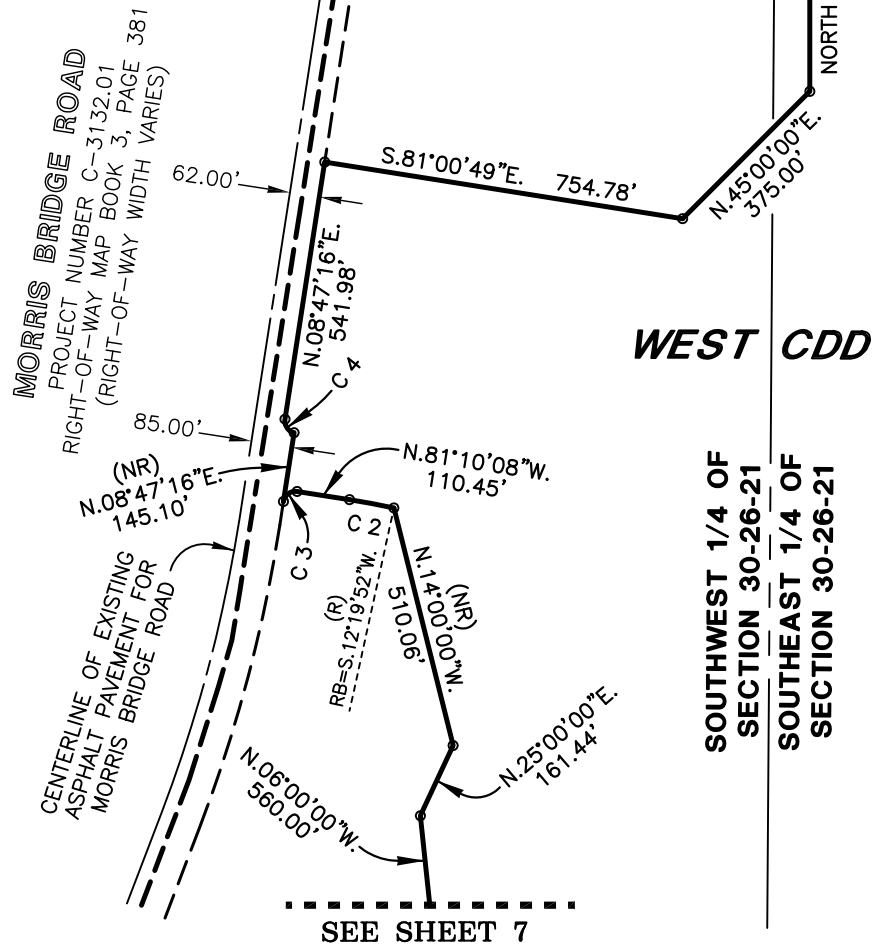 MORRIS BRIDGE ROAD
PROJECT NUMBER C-3132.01
RIGHT-OF-WAY MAP BOOK 3, PAGE 381
(RIGHT-OF-WAY WIDTH VARIES)
NORTH
S.81°00'49"E. 754.78'
N.45°00'00"E.
375.00'
62.00'
N.08°47'16"E.
541.98'
C 4
WEST CDD
85.00'
(NR)
N.08°47'16"E.
145.10'
N.81°10'08"W.
110.45'
C 2
C 3
(R)
RB=S.12°19'52"W.
(NR)
N.14°00'00"W.
510.06'
SOUTHWEST 1/4 OF
SECTION 30-26-21
SOUTHEAST 1/4 OF
SECTION 30-26-21
CENTERLINE OF EXISTING
ASPHALT PAVEMENT FOR
MORRIS BRIDGE ROAD
N.25°00'00"E.
161.44'
N.06°00'00"W.
560.00'
SEE SHEET 7